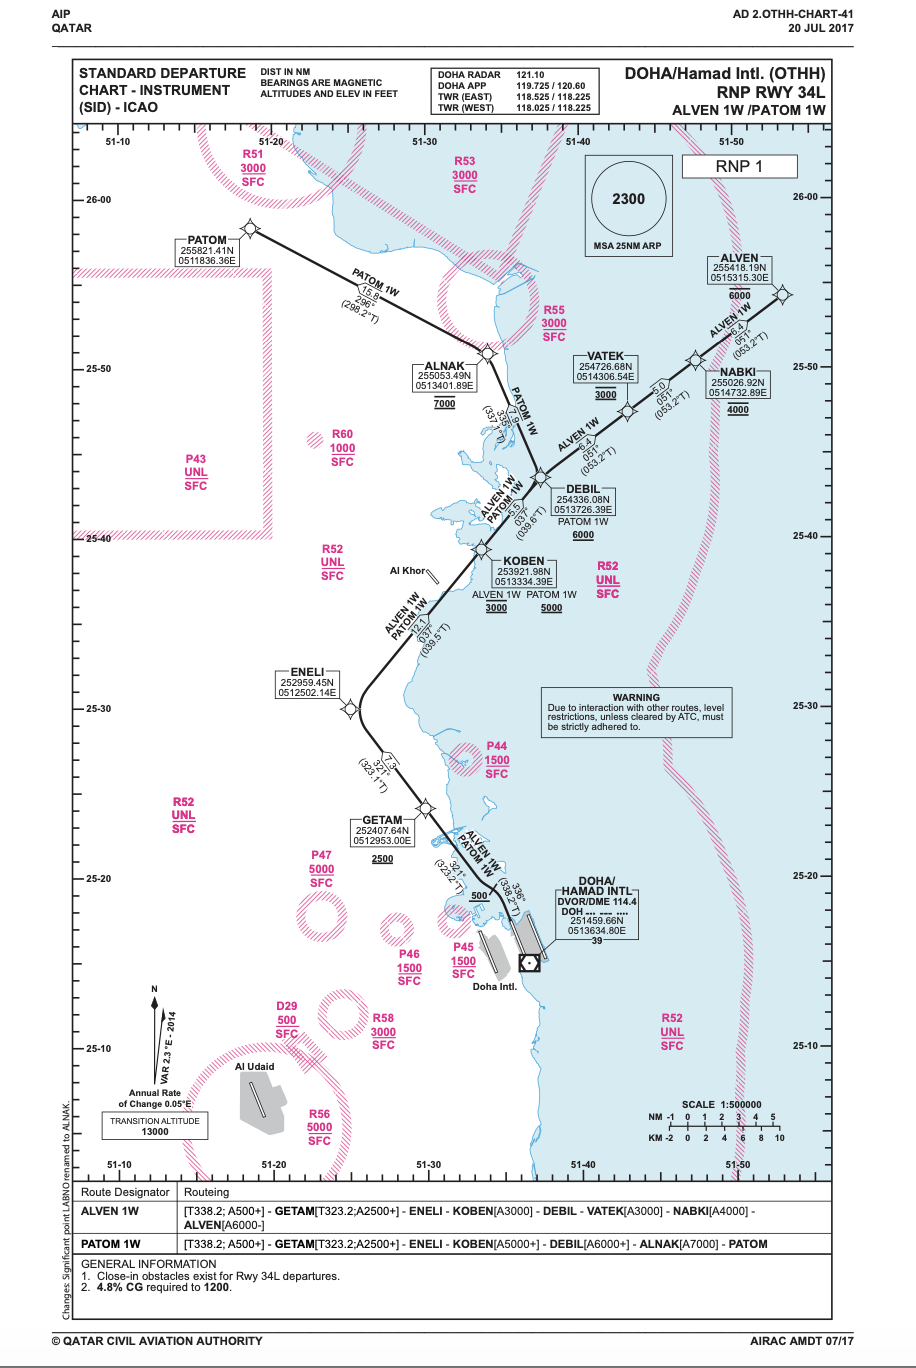 AIP
QATAR
AD 2.OTHH-CHART-41
20 JUL 2017
STANDARD DEPARTURE
CHART - INSTRUMENT
(SID) - ICAO
DIST IN NM
BEARINGS ARE MAGNETIC
ALTITUDES AND ELEV IN FEET
DOHA RADAR 121.10
DOHA APP 119.725 / 120.60
TWR (EAST) 118.525 / 118.225
TWR (WEST) 118.025 / 118.225
DOHA/Hamad Intl. (OTHH)
RNP RWY 34L
ALVEN 1W /PATOM 1W
51-10
51-20
51-30
51-40
51-50
R51
3000
SFC
R53
3000
SFC
2300
MSA 25NM ARP
RNP 1
26-00
26-00
PATOM
255821.41N
0511836.36E
ALVEN
255418.19N
0515315.30E
6000
PATOM 1W
15.8
296°
(298.2°T)
ALVEN 1W
6.4
051°
(053.2°T)
R55
3000
SFC
25-50
25-50
ALNAK
255053.49N
0513401.89E
7000
VATEK
254726.68N
0514306.54E
3000
NABKI
255026.92N
0514732.89E
4000
5.0
051°
(053.2°T)
PATOM 1W
7.9
335°
(337.1°T)
ALVEN 1W
6.4
051°
(053.2°T)
R60
1000
SFC
P43
UNL
SFC
DEBIL
254336.08N
0513726.39E
PATOM 1W
6000
ALVEN 1W
PATOM 1W
5.5
037°
(039.6°T)
25-40
25-40
R52
UNL
SFC
KOBEN
253921.98N
0513334.39E
ALVEN 1W PATOM 1W
3000 5000
R52
UNL
SFC
Al Khor
ALVEN 1W
PATOM 1W
12.1
037°
(039.5°T)
ENELI
252959.45N
0512502.14E
WARNING
Due to interaction with other routes, level
restrictions, unless cleared by ATC, must
be strictly adhered to.
25-30
25-30
7.3
321°
(323.1°T)
P44
1500
SFC
R52
UNL
SFC
GETAM
252407.64N
0512953.00E
2500
ALVEN 1W
PATOM 1W
321°
(323.2°T)
336°
(338.2°T)
500
P47
5000
SFC
25-20
25-20
DOHA/
HAMAD INTL
DVOR/DME 114.4
DOH -.. --- ....
251459.66N
0513634.80E
39
P46
1500
SFC
P45
1500
SFC
Doha Intl.
N
VAR 2.3 °E - 2014
Annual Rate
of Change 0.05°E
TRANSITION ALTITUDE
13000
D29
500
SFC
R58
3000
SFC
R52
UNL
SFC
25-10
25-10
Al Udaid
R56
5000
SFC
SCALE 1:500000
NM -1 0 1 2 3 4 5
KM -2 0 2 4 6 8 10
51-10
51-20
51-30
51-40
51-50
Changes: Significant point LABNO renamed to ALNAK.
Route Designator Routeing
ALVEN 1W [T338.2; A500+] - GETAM[T323.2;A2500+] - ENELI - KOBEN[A3000] - DEBIL - VATEK[A3000] - NABKI[A4000] -
ALVEN[A6000-]
PATOM 1W [T338.2; A500+] - GETAM[T323.2;A2500+] - ENELI - KOBEN[A5000+] - DEBIL[A6000+] - ALNAK[A7000] - PATOM
GENERAL INFORMATION
1. Close-in obstacles exist for Rwy 34L departures.
2. 4.8% CG required to 1200.
© QATAR CIVIL AVIATION AUTHORITY
AIRAC AMDT 07/17